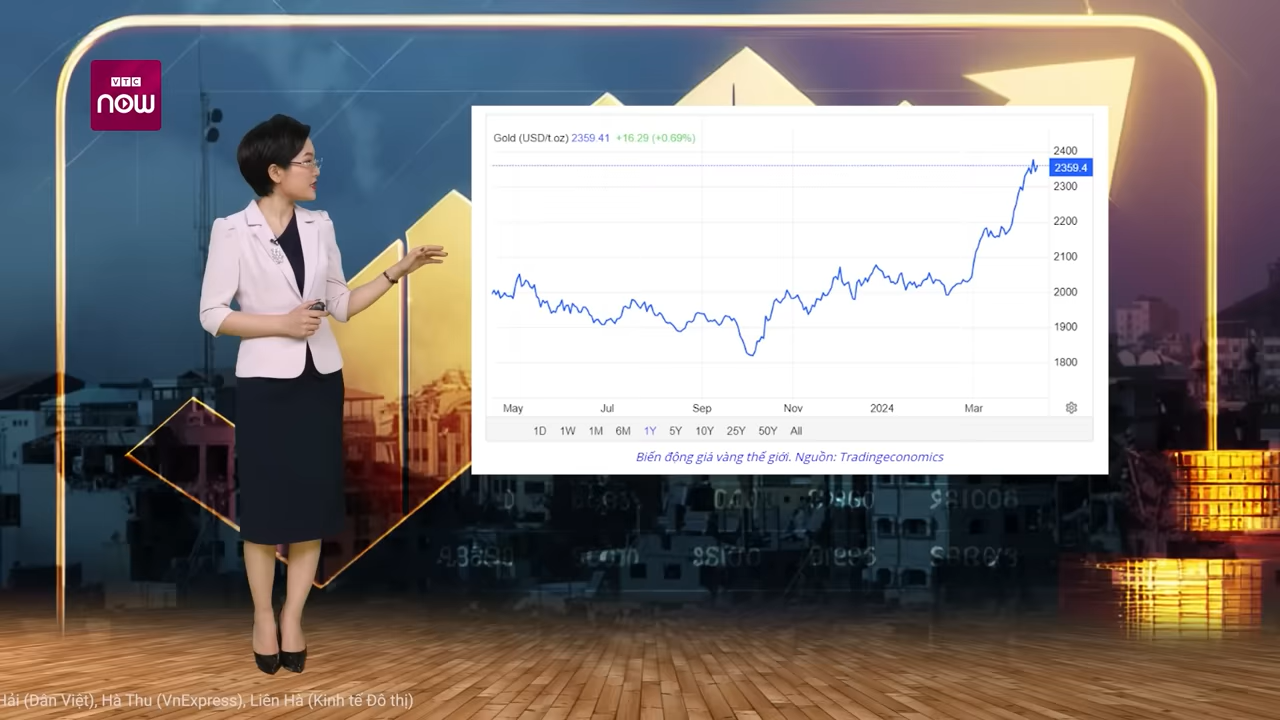 VTC
now
Gold (USD/t.oz) 2359.41 +16.29 (+0.69%)
2400
2359.4
2300
2200
2100
2000
1900
1800
May Jul Sep Nov 2024 Mar
1D 1W 1M 6M 1Y 5Y 10Y 25Y 50Y All
Biến động giá vàng thế giới. Nguồn: Tradingeconomics
Hải (Dân Việt), Hà Thu (VnExpress), Liên Hà (Kinh tế Đô thị)